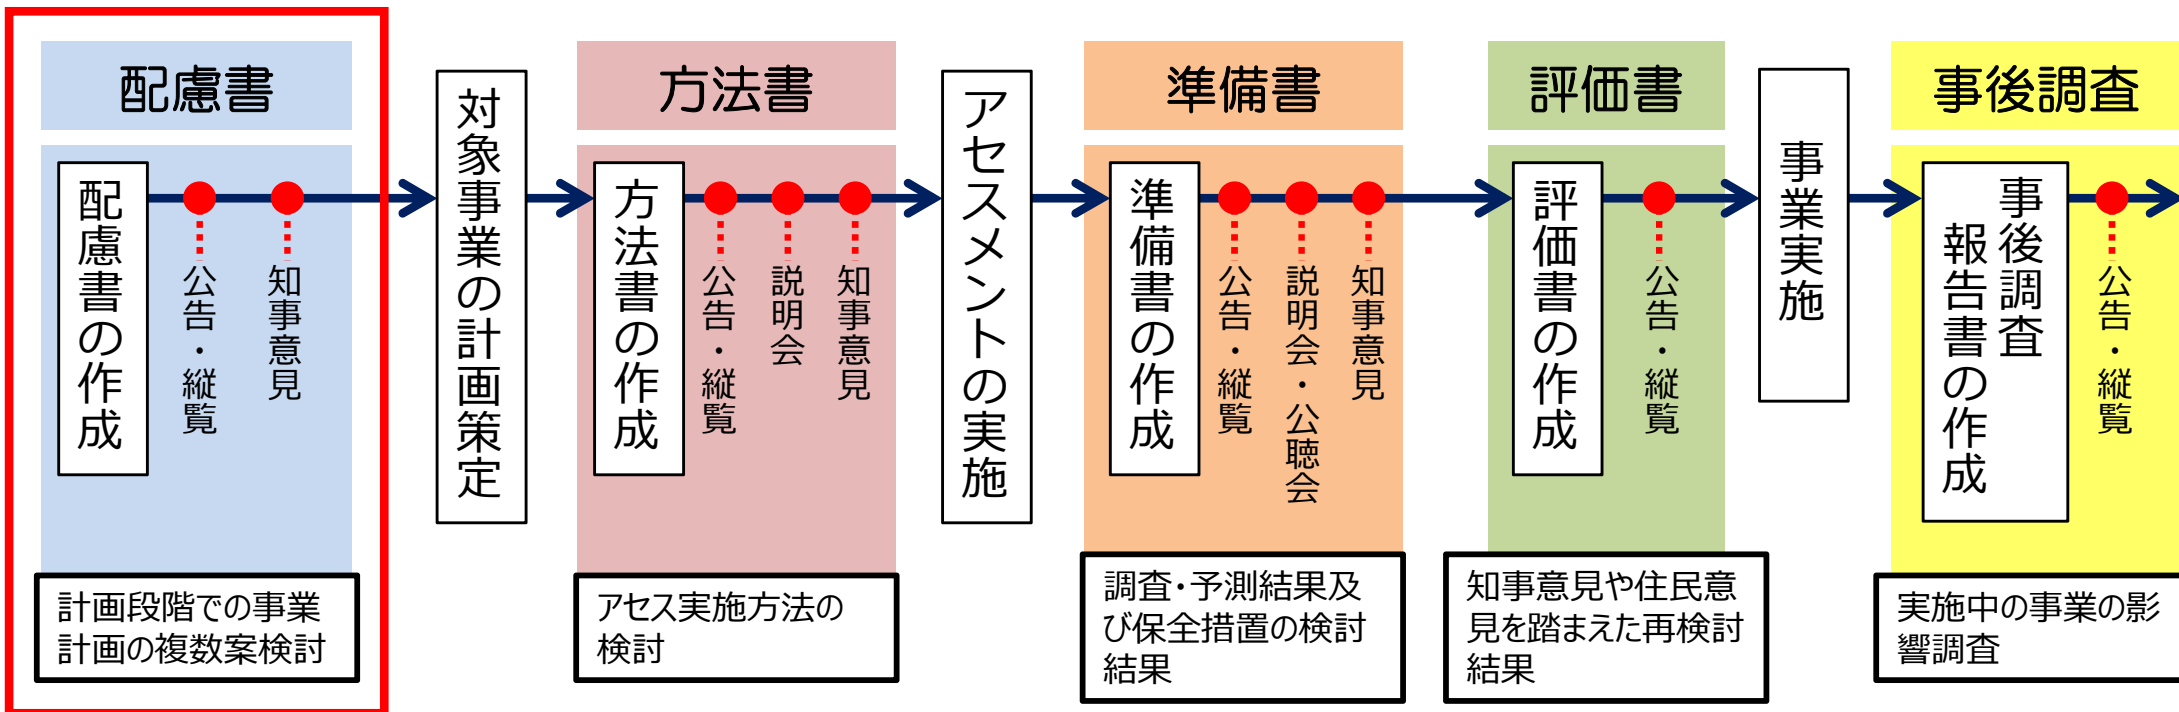 配慮書
配慮書の作成
公告・縦覧
知事意見
計画段階での事業
計画の複数案検討
対象事業の計画策定
方法書
方法書の作成
公告・縦覧
説明会
知事意見
アセス実施方法の
検討
アセスメントの実施
準備書
準備書の作成
公告・縦覧
説明会・公聴会
知事意見
調査・予測結果及
び保全措置の検討
結果
評価書
評価書の作成
公告・縦覧
知事意見や住民意
見を踏まえた再検討
結果
事業実施
事後調査
事後調査
報告書の作成
公告・縦覧
実施中の事業の影
響調査